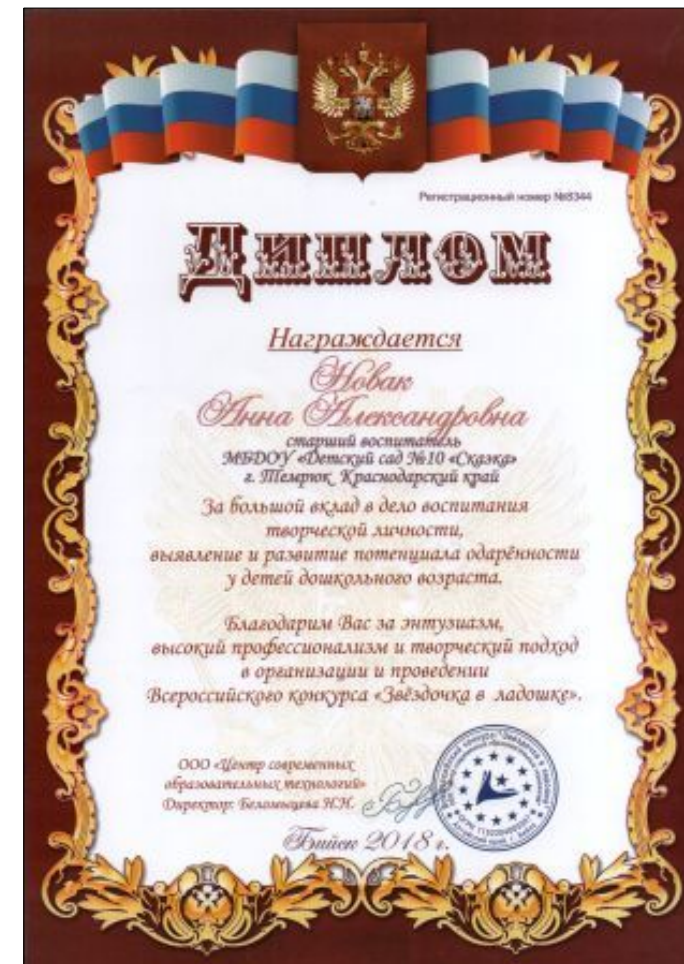 Регистрационный номер №8344
Диплом
Награждается
Новак
Анна Александровна
старший воспитатель
МБДОУ «Детский сад №10 «Сказка»
г. Темрюк Краснодарский край
За большой вклад в дело воспитания
творческой личности,
выявление и развитие потенциала одарённости
у детей дошкольного возраста.
Благодарим Вас за энтузиазм,
высокий профессионализм и творческий подход
в организации и проведении
Всероссийского конкурса «Звёздочка в ладошке».
ООО «Центр современных
образовательных технологий»
Директор: Беломыцева Н.Н.
Бийск 2018 г.